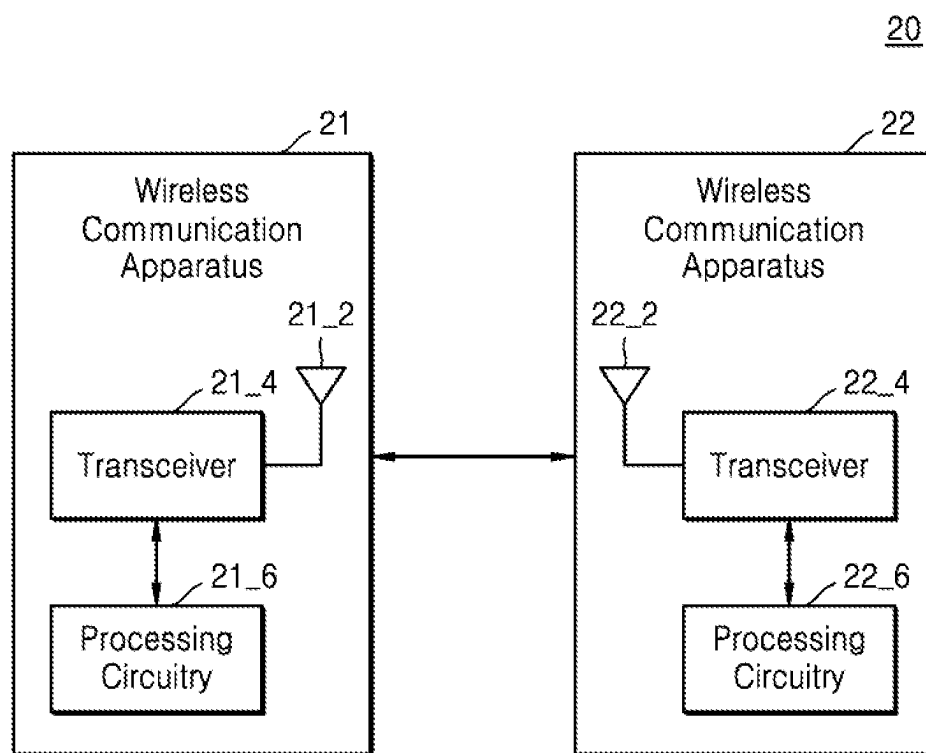 20
21
22
Wireless
Communication
Apparatus
Wireless
Communication
Apparatus
21_2
22_2
21_4
22_4
Transceiver
Transceiver
21_6
22_6
Processing
Circuitry
Processing
Circuitry